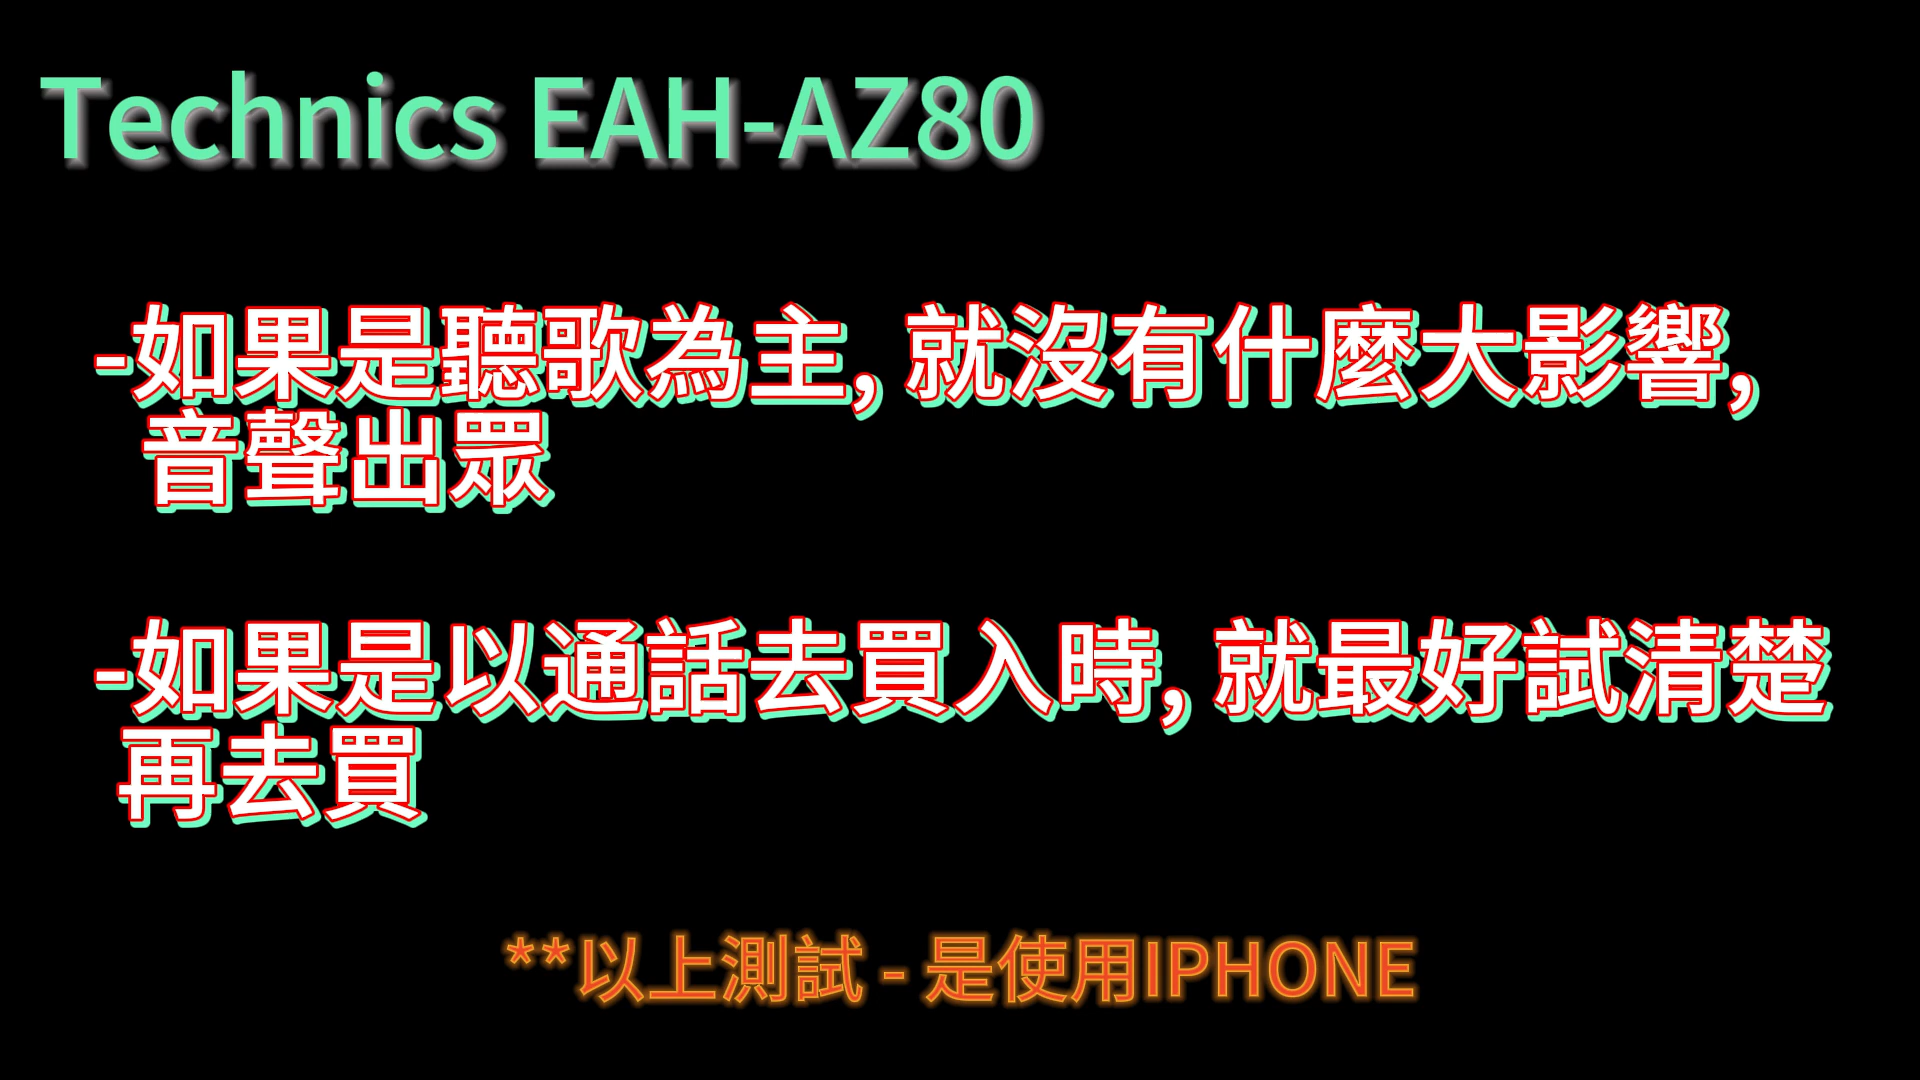 Technics EAH-AZ80
-如果是聽歌為主, 就沒有什麼大影響,
音聲出眾
-如果是以通話去買入時, 就最好試清楚
再去買
**以上測試 - 是使用IPHONE